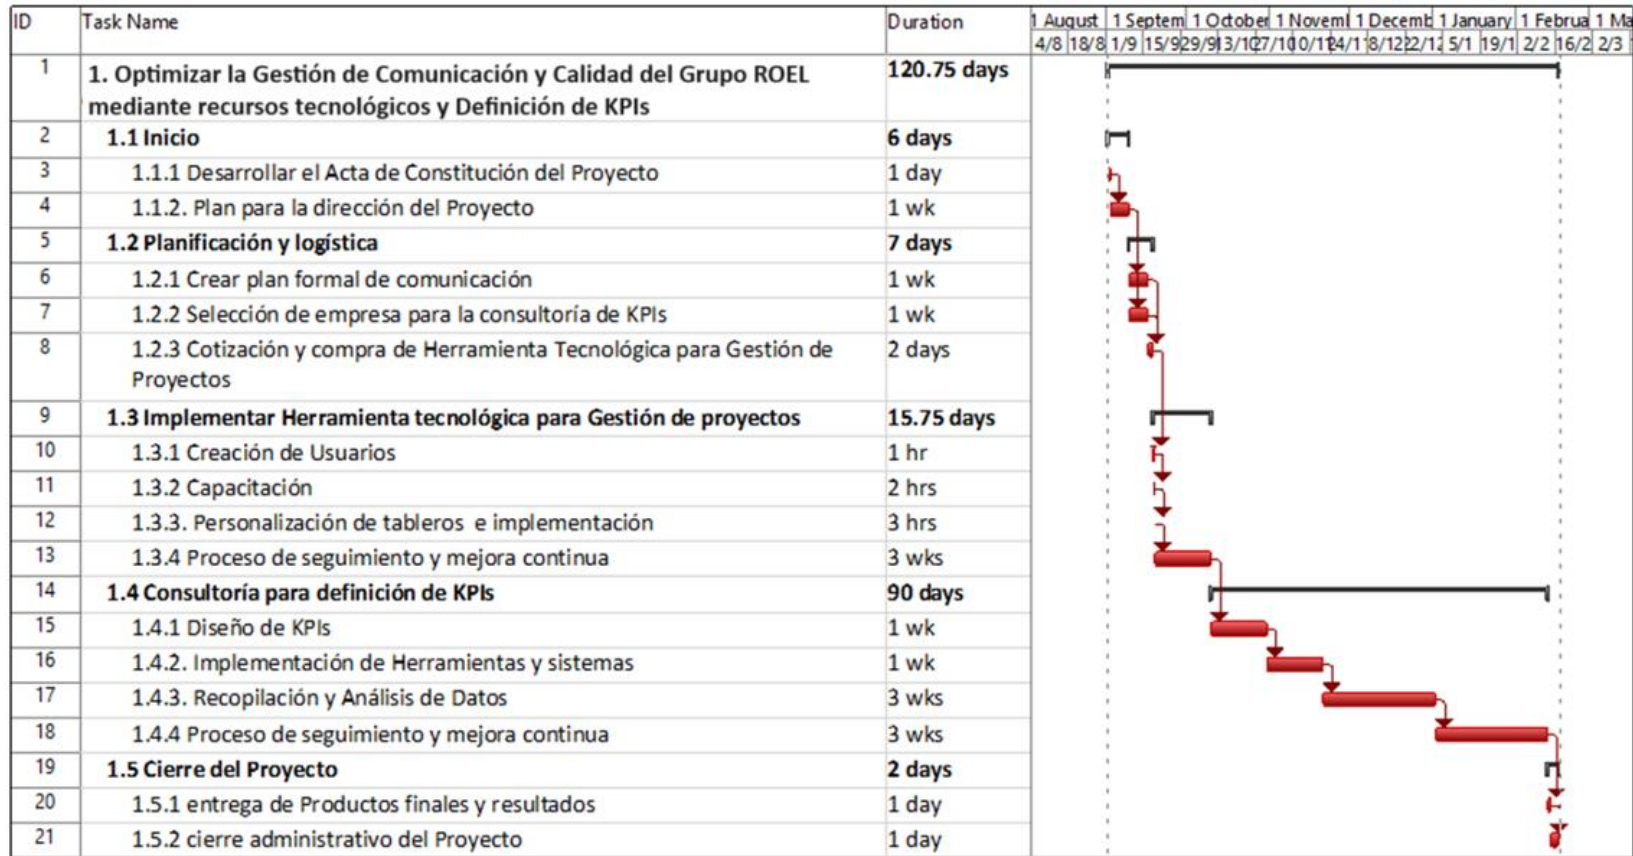 ID Task Name Duration 1 August 1 Septem 1 October 1 Noveml 1 Decemb 1 January 1 Februa 1 Ma
4/8 18/8 1/9 15/9 29/9 13/10 27/10 10/11 24/11 8/12 22/12 5/1 19/1 2/2 16/2 2/3
1 1. Optimizar la Gestión de Comunicación y Calidad del Grupo ROEL 120.75 days
mediante recursos tecnológicos y Definición de KPIs
2 1.1 Inicio 6 days
3 1.1.1 Desarrollar el Acta de Constitución del Proyecto 1 day
4 1.1.2. Plan para la dirección del Proyecto 1 wk
5 1.2 Planificación y logística 7 days
6 1.2.1 Crear plan formal de comunicación 1 wk
7 1.2.2 Selección de empresa para la consultoría de KPIs 1 wk
8 1.2.3 Cotización y compra de Herramienta Tecnológica para Gestión de 2 days
Proyectos
9 1.3 Implementar Herramienta tecnológica para Gestión de proyectos 15.75 days
10 1.3.1 Creación de Usuarios 1 hr
11 1.3.2 Capacitación 2 hrs
12 1.3.3. Personalización de tableros e implementación 3 hrs
13 1.3.4 Proceso de seguimiento y mejora continua 3 wks
14 1.4 Consultoría para definición de KPIs 90 days
15 1.4.1 Diseño de KPIs 1 wk
16 1.4.2. Implementación de Herramientas y sistemas 1 wk
17 1.4.3. Recopilación y Análisis de Datos 3 wks
18 1.4.4 Proceso de seguimiento y mejora continua 3 wks
19 1.5 Cierre del Proyecto 2 days
20 1.5.1 entrega de Productos finales y resultados 1 day
21 1.5.2 cierre administrativo del Proyecto 1 day